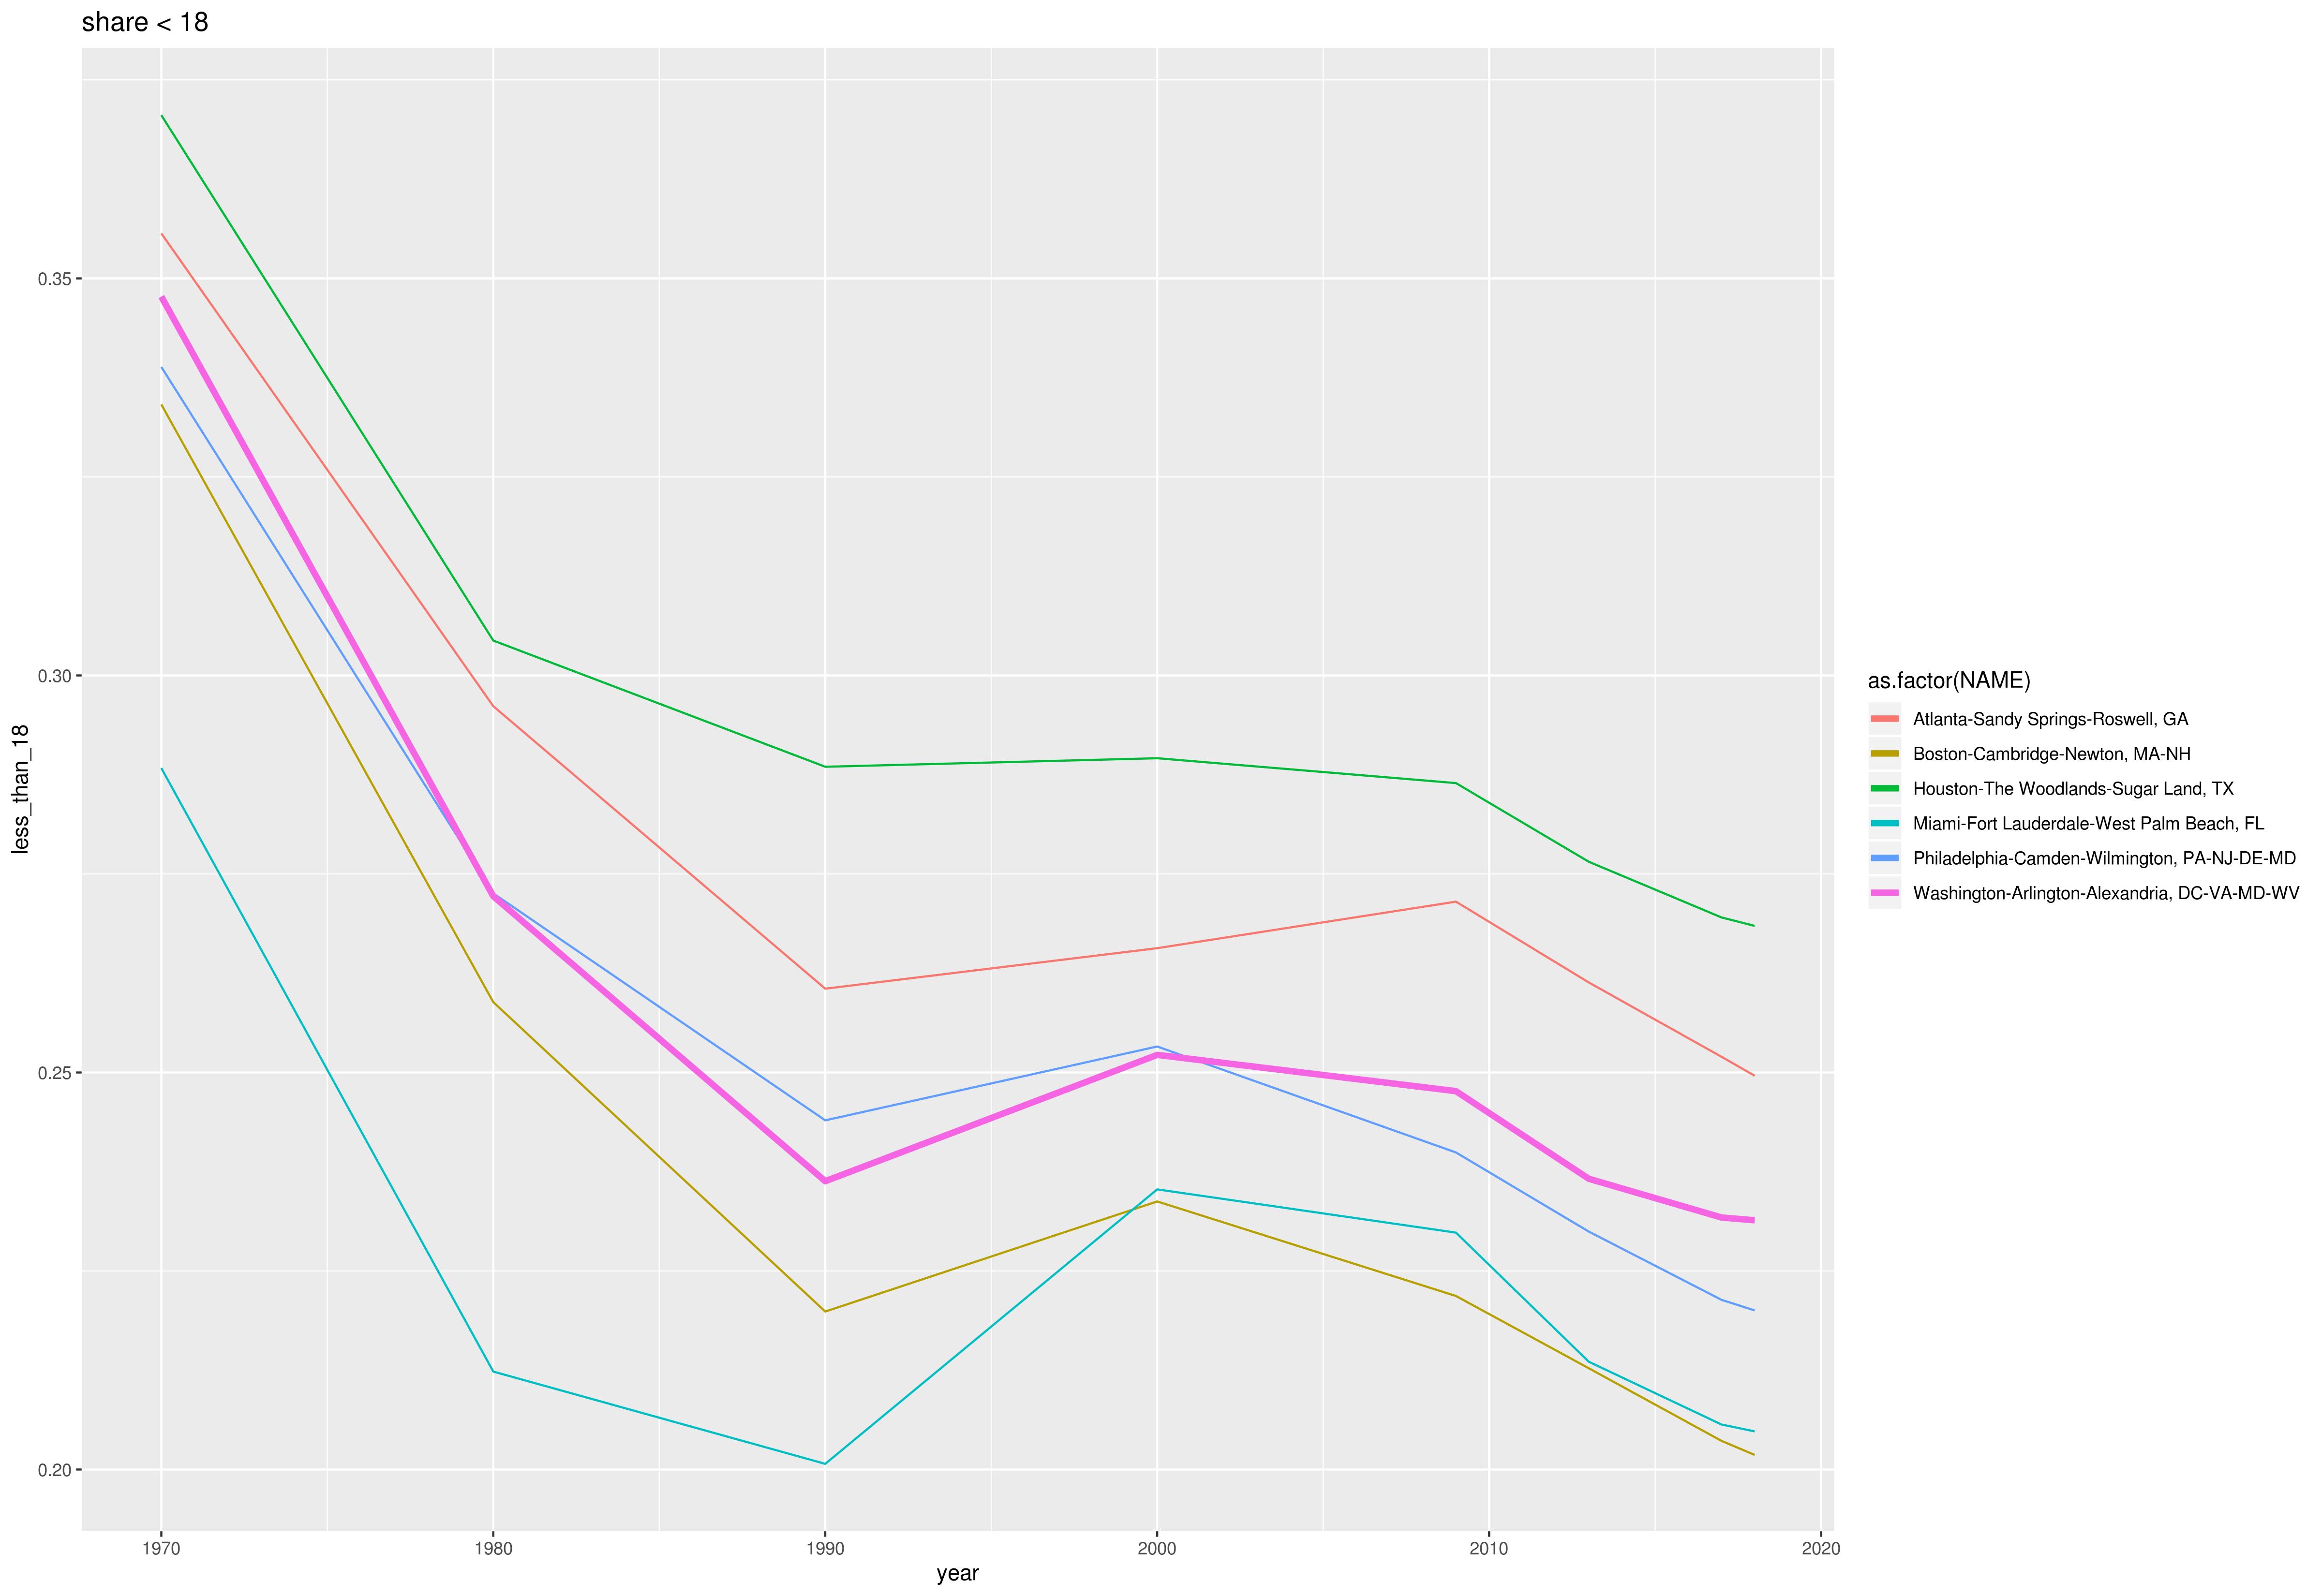 share < 18
less_than_18
0.35
0.30
0.25
0.20
1970 1980 1990 2000 2010 2020
year
as.factor(NAME)
Atlanta-Sandy Springs-Roswell, GA
Boston-Cambridge-Newton, MA-NH
Houston-The Woodlands-Sugar Land, TX
Miami-Fort Lauderdale-West Palm Beach, FL
Philadelphia-Camden-Wilmington, PA-NJ-DE-MD
Washington-Arlington-Alexandria, DC-VA-MD-WV